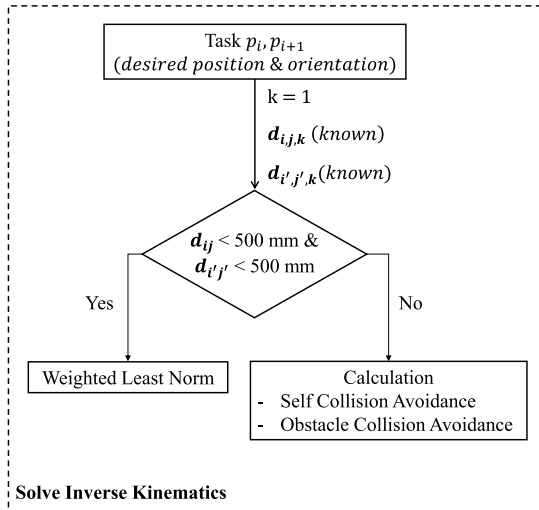 Task p_i, p_{i+1}
(desired position & orientation)
k = 1
d_{i,j,k} (known)
d_{i',j',k}(known)
d_{ij} < 500 mm &
d_{i'j'} < 500 mm
Yes
No
Weighted Least Norm
Calculation
- Self Collision Avoidance
- Obstacle Collision Avoidance
Solve Inverse Kinematics